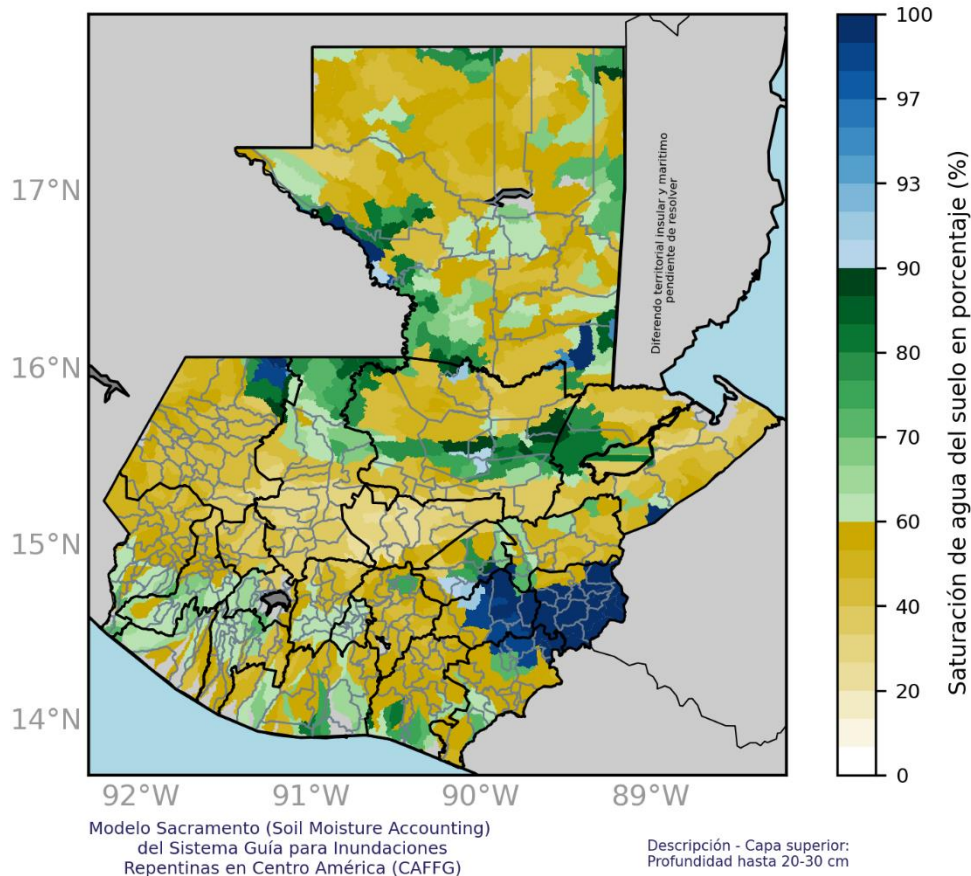 100
97
93
90
80
70
60
40
20
0
Saturación de agua del suelo en porcentaje (%)
17°N
16°N
15°N
14°N
92°W
91°W
90°W
89°W
Diferendo territorial insular y maritimo
pendiente de resolver
Modelo Sacramento (Soil Moisture Accounting)
del Sistema Guía para Inundaciones
Repentinas en Centro América (CAFFG)
Descripción - Capa superior:
Profundidad hasta 20-30 cm